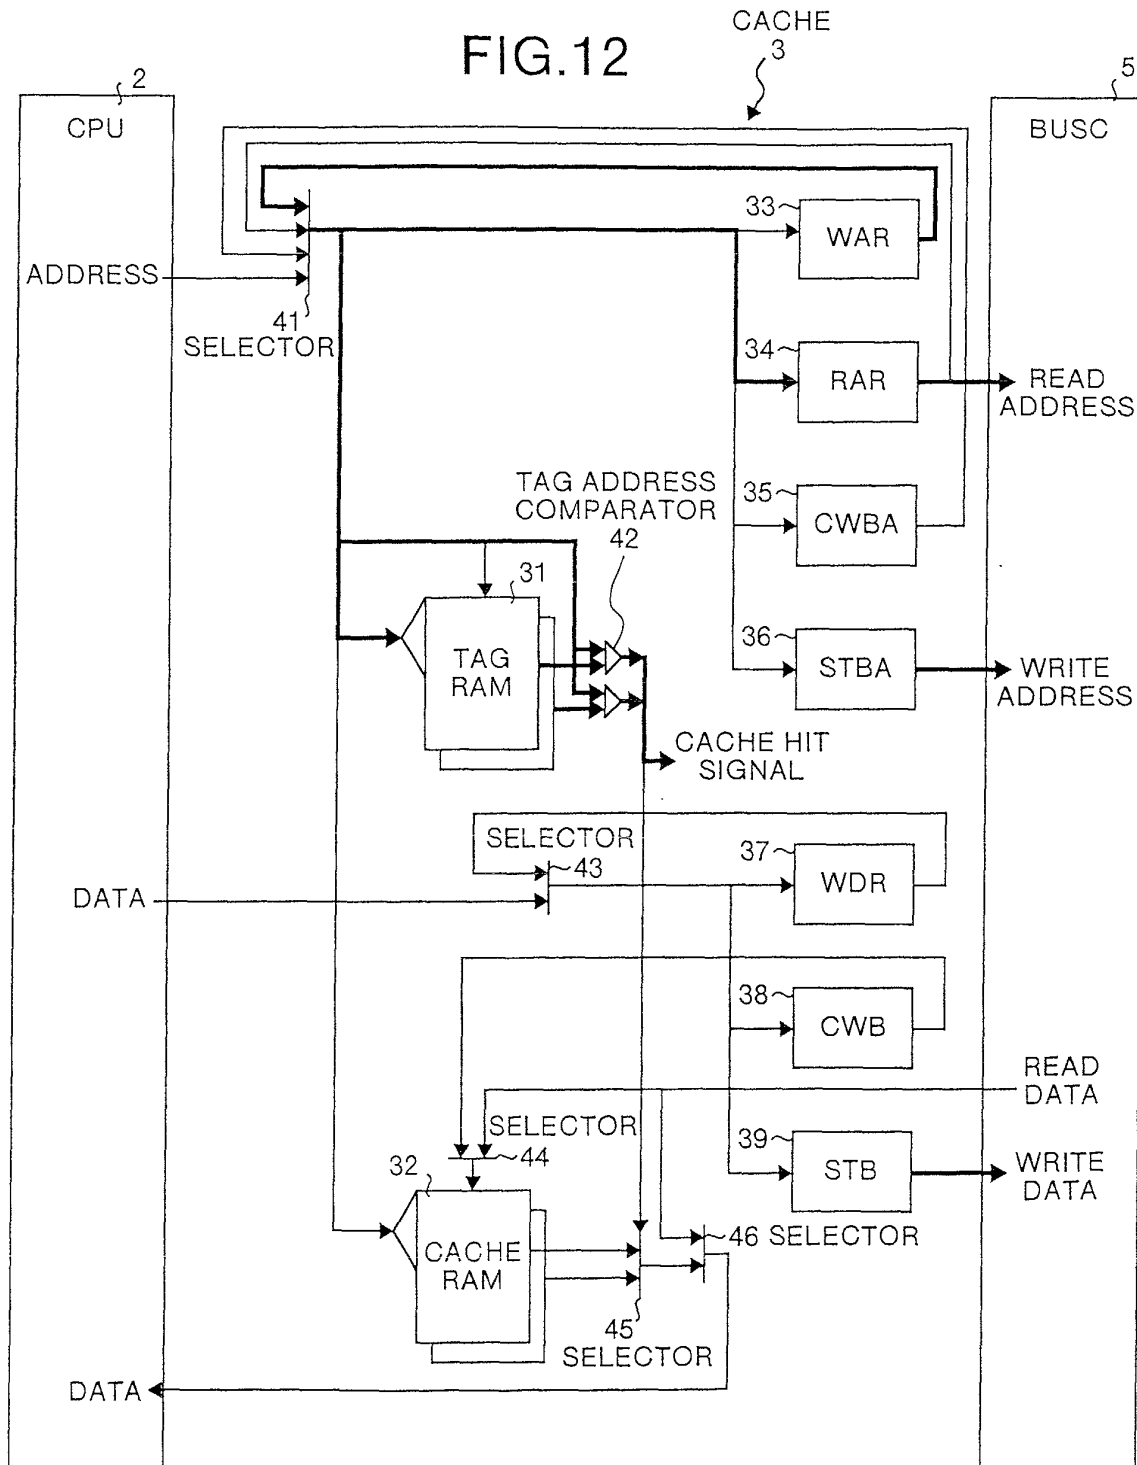 FIG.12
CACHE
3
2
5
CPU
BUSC
33
WAR
ADDRESS
41
SELECTOR
34
RAR
READ
ADDRESS
TAG ADDRESS
COMPARATOR
42
35
CWBA
31
TAG
RAM
36
STBA
WRITE
ADDRESS
CACHE HIT
SIGNAL
SELECTOR
43
37
WDR
DATA
38
CWB
READ
DATA
SELECTOR
44
39
STB
WRITE
DATA
32
CACHE
RAM
46 SELECTOR
45
SELECTOR
DATA